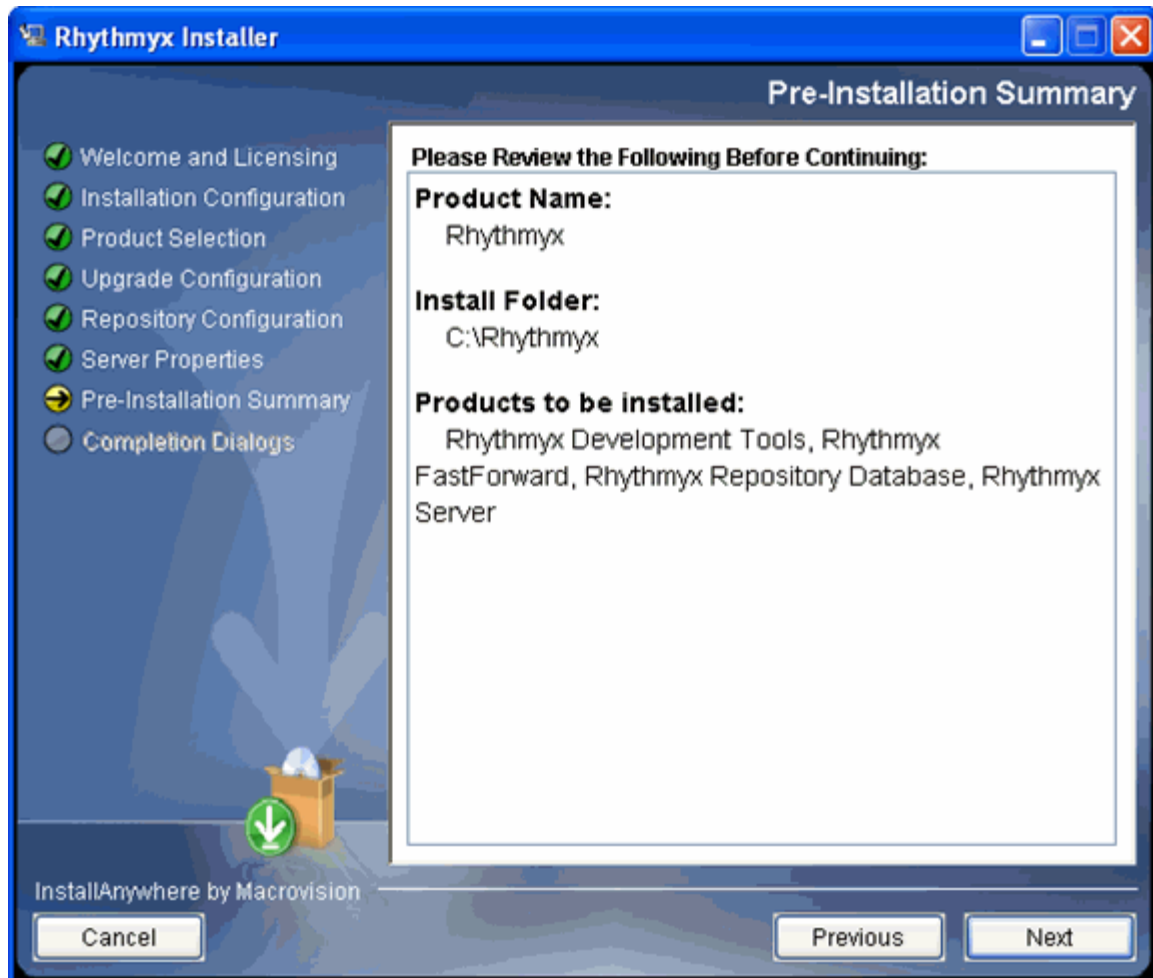 Rhythmyx Installer
Pre-Installation Summary
Welcome and Licensing
Installation Configuration
Product Selection
Upgrade Configuration
Repository Configuration
Server Properties
Pre-Installation Summary
Completion Dialogs
Please Review the Following Before Continuing:
Product Name:
Rhythmyx
Install Folder:
C:\Rhythmyx
Products to be installed:
Rhythmyx Development Tools, Rhythmyx
FastForward, Rhythmyx Repository Database, Rhythmyx
Server
InstallAnywhere by Macrovision
Cancel
Previous
Next